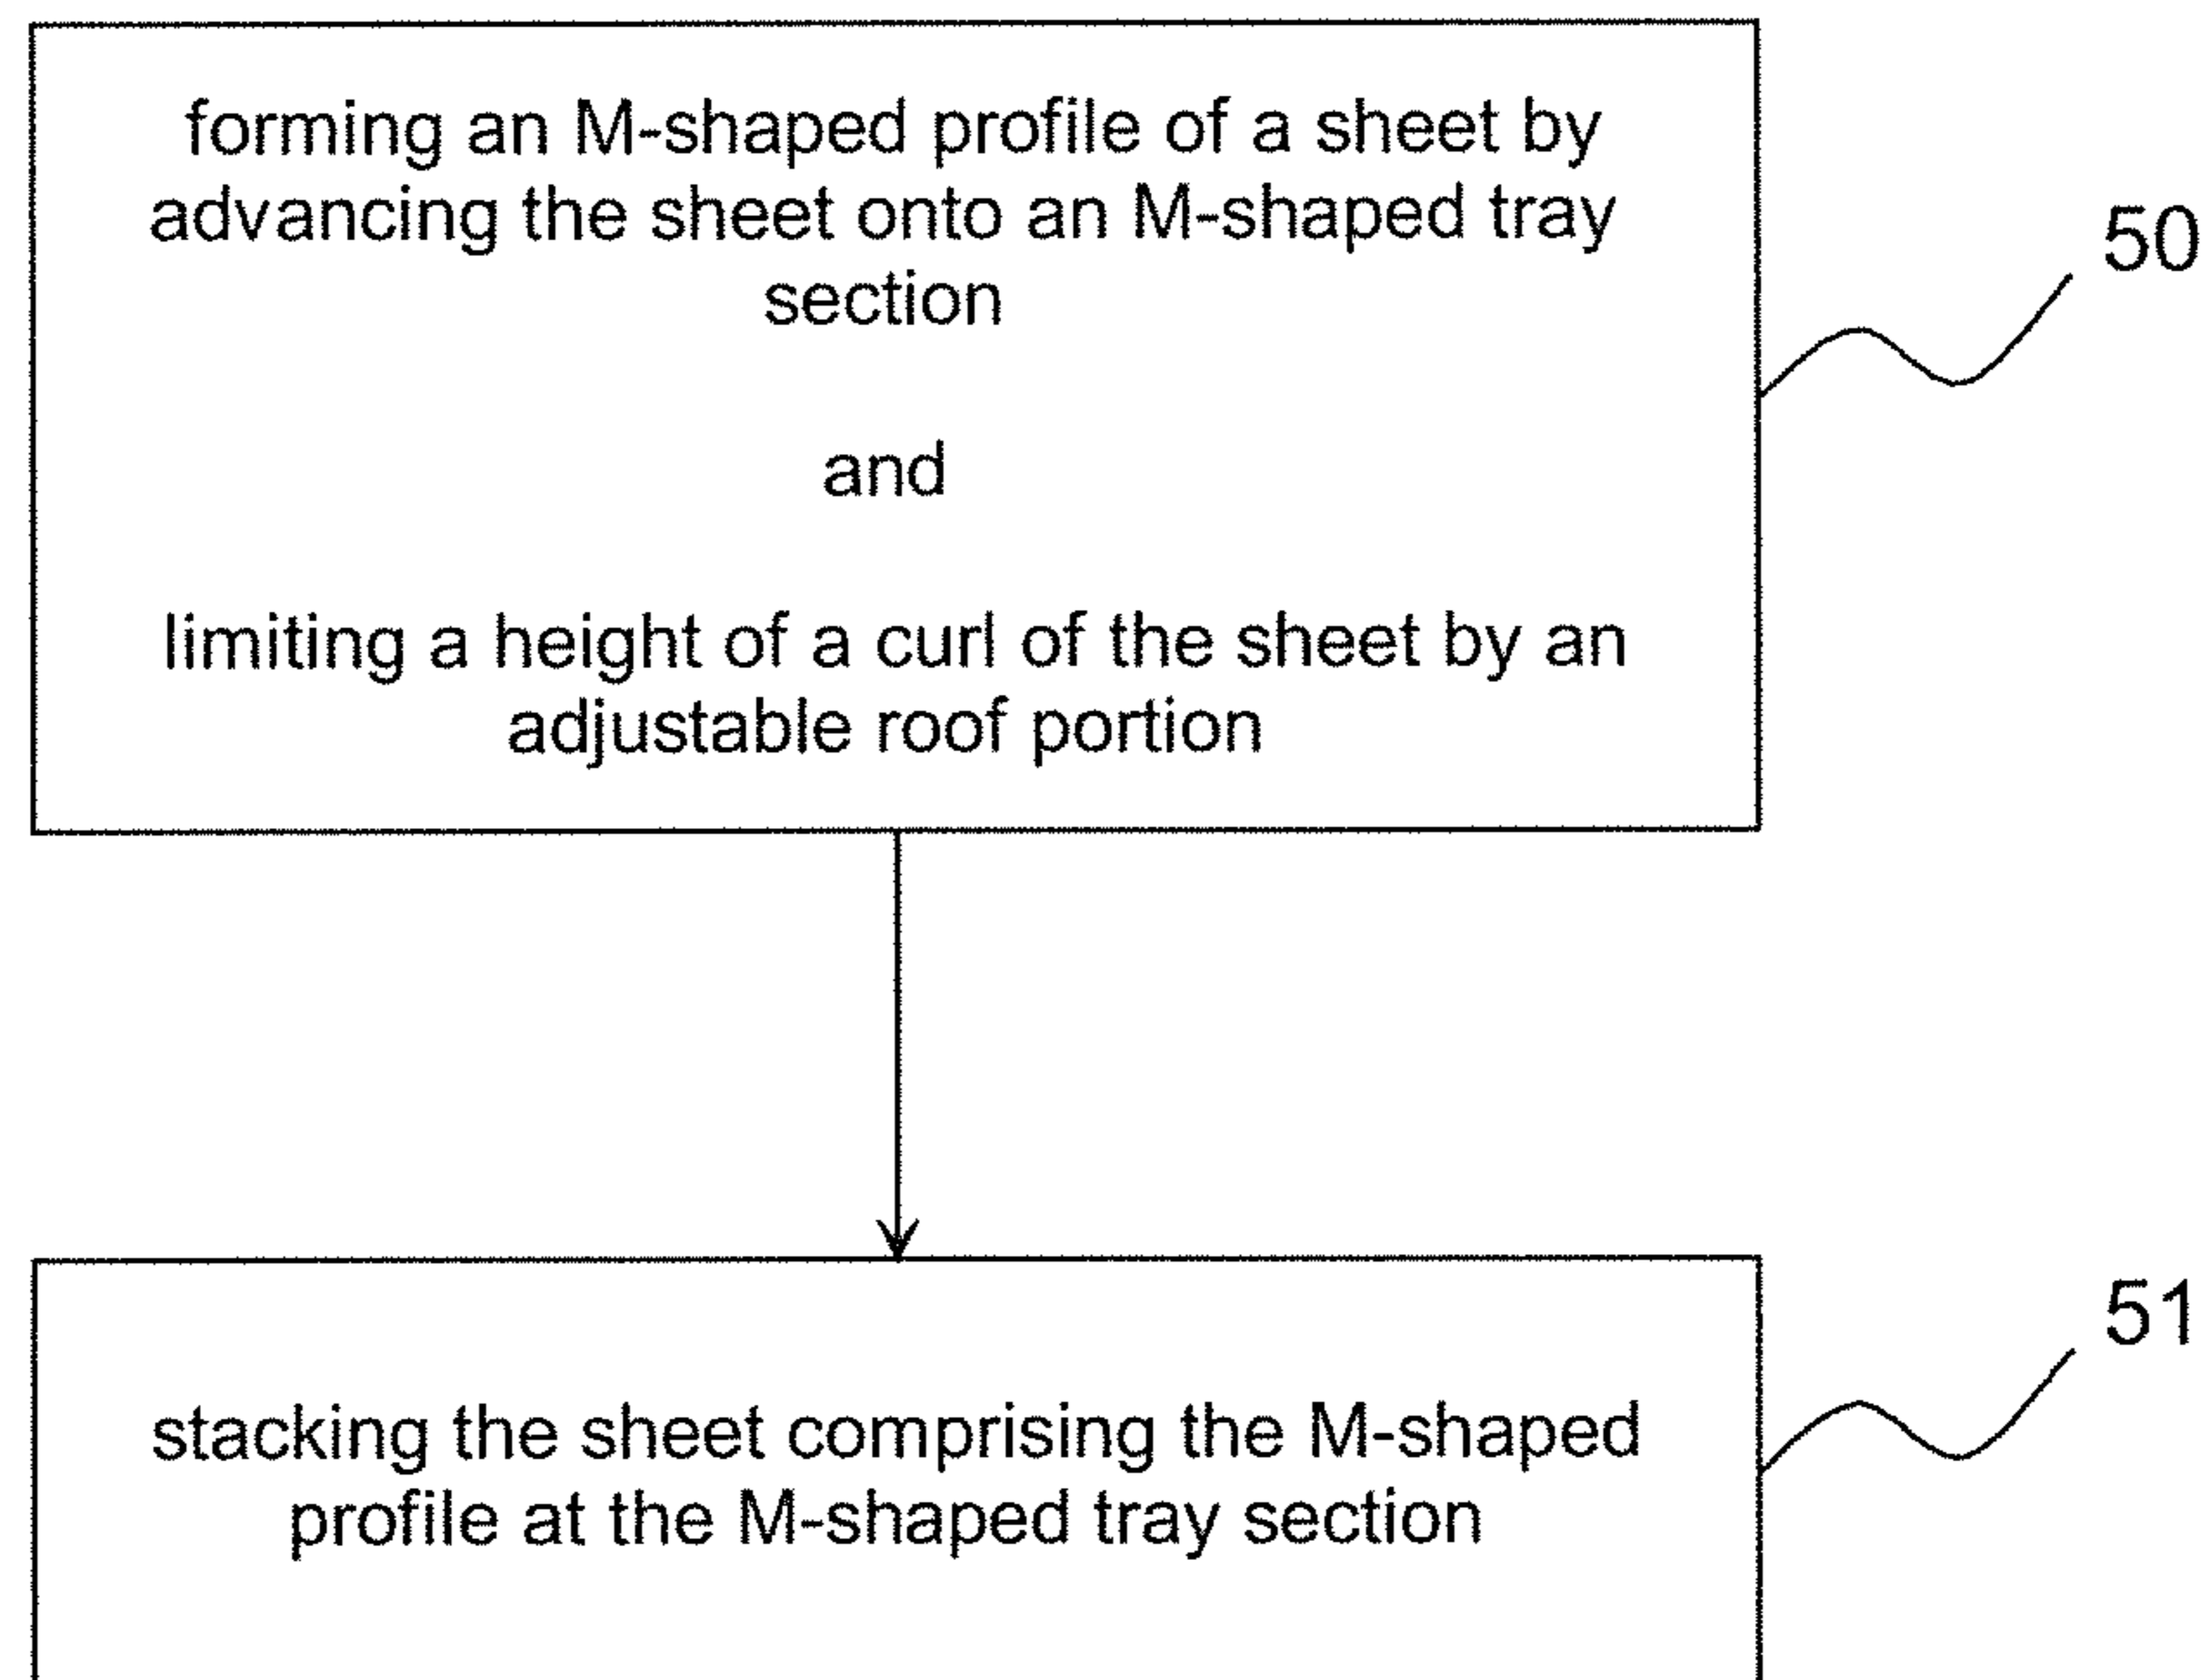 forming an M-shaped profile of a sheet by
advancing the sheet onto an M-shaped tray
section
50
and
limiting a height of a curl of the sheet by an
adjustable roof portion
51
stacking the sheet comprising the M-shaped
profile at the M-shaped tray section